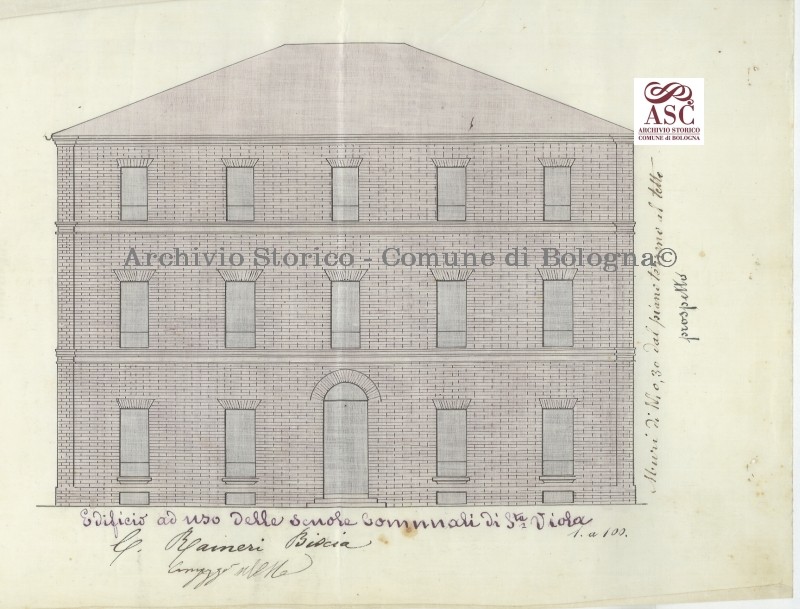 ASC
ARCHIVIO STORICO
COMUNE di BOLOGNA
Archivio Storico - Comune di Bologna©
Muri di M. 0,30 dal piano terreno al tetto
prospetto
Edificio ad uso delle Scuole Comunali di Sta Viola
1. a 100.
C. Raineri Biscia